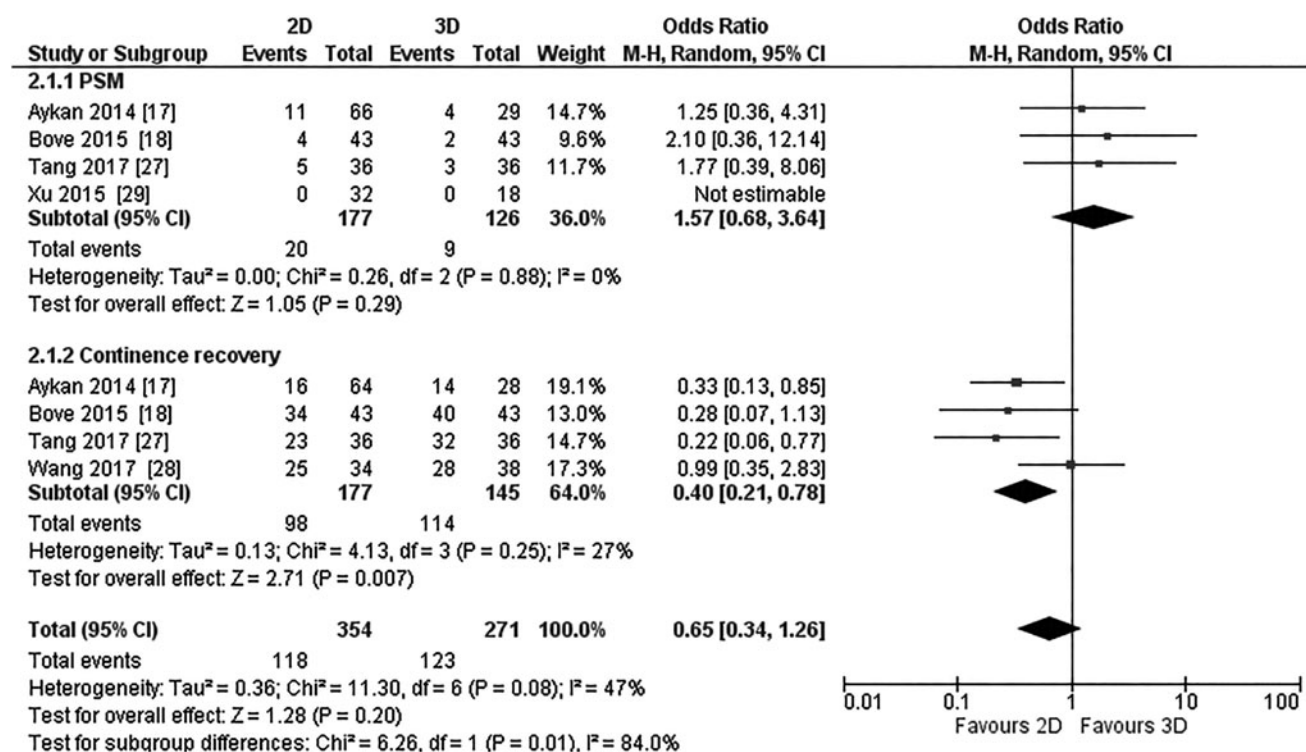 2D 3D Odds Ratio Odds Ratio
Study or Subgroup Events Total Events Total Weight M-H, Random, 95% CI M-H, Random, 95% CI
2.1.1 PSM
Aykan 2014 [17] 11 66 4 29 14.7% 1.25 [0.36, 4.31]
Bove 2015 [18] 4 43 2 43 9.6% 2.10 [0.36, 12.14]
Tang 2017 [27] 5 36 3 36 11.7% 1.77 [0.39, 8.06]
Xu 2015 [29] 0 32 0 18 Not estimable
Subtotal (95% CI) 177 126 36.0% 1.57 [0.68, 3.64]
Total events 20 9
Heterogeneity: Tau² = 0.00; Chi² = 0.26, df = 2 (P = 0.88); I² = 0%
Test for overall effect: Z = 1.05 (P = 0.29)
2.1.2 Continence recovery
Aykan 2014 [17] 16 64 14 28 19.1% 0.33 [0.13, 0.85]
Bove 2015 [18] 34 43 40 43 13.0% 0.28 [0.07, 1.13]
Tang 2017 [27] 23 36 32 36 14.7% 0.22 [0.06, 0.77]
Wang 2017 [28] 25 34 28 38 17.3% 0.99 [0.35, 2.83]
Subtotal (95% CI) 177 145 64.0% 0.40 [0.21, 0.78]
Total events 98 114
Heterogeneity: Tau² = 0.13; Chi² = 4.13, df = 3 (P = 0.25); I² = 27%
Test for overall effect: Z = 2.71 (P = 0.007)
Total (95% CI) 354 271 100.0% 0.65 [0.34, 1.26]
Total events 118 123
Heterogeneity: Tau² = 0.36; Chi² = 11.30, df = 6 (P = 0.08); I² = 47%
Test for overall effect: Z = 1.28 (P = 0.20)
Test for subgroup differences: Chi² = 6.26, df = 1 (P = 0.01), I² = 84.0%
0.01 0.1 1 10 100
Favours 2D Favours 3D